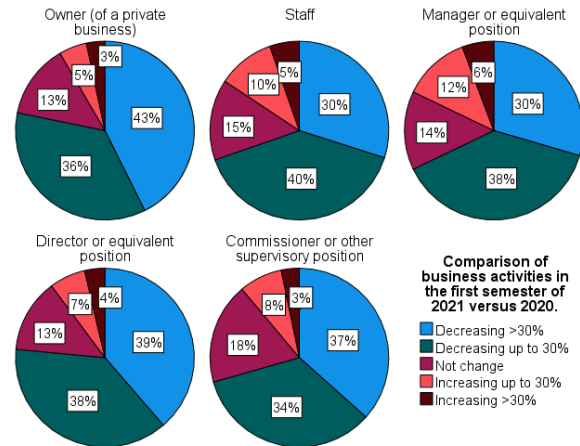 Owner (of a private
business)
3%
5%
13%
43%
36%
Staff
5%
10%
30%
15%
40%
Manager or equivalent
position
6%
12%
30%
14%
38%
Director or equivalent
position
4%
7%
13%
39%
38%
Commissioner or other
supervisory position
3%
8%
18%
37%
34%
Comparison of
business activities in
the first semester of
2021 versus 2020.
Decreasing >30%
Decreasing up to 30%
Not change
Increasing up to 30%
Increasing >30%